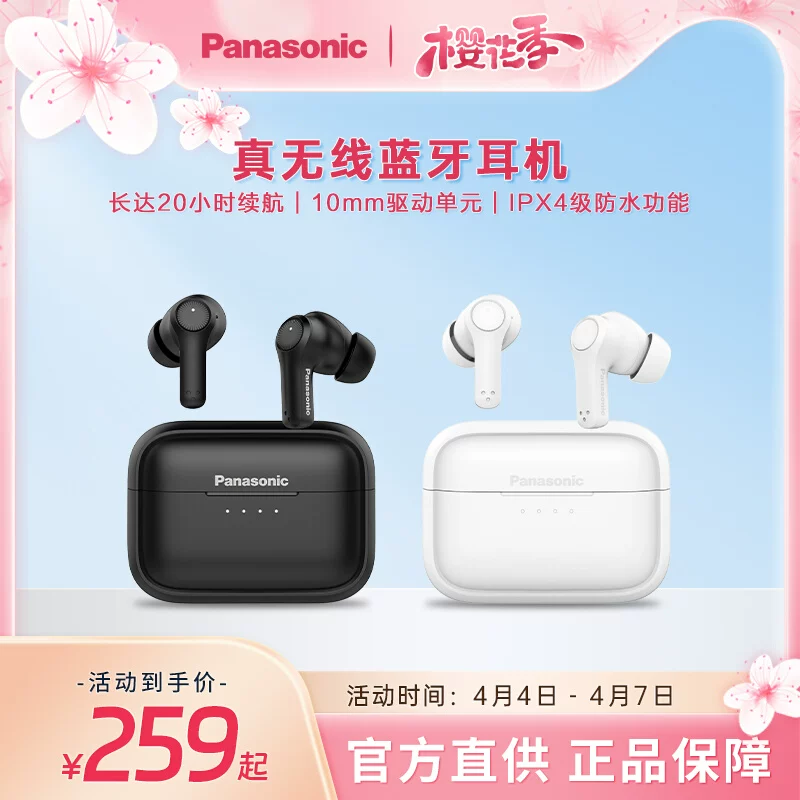 Panasonic | 樱花季
真无线蓝牙耳机
长达20小时续航|10mm驱动单元|IPX4级防水功能
Panasonic
Panasonic
Panasonic
Panasonic
-活动到手价-
¥259起
活动时间：4月4日 - 4月7日
官方直供 正品保障